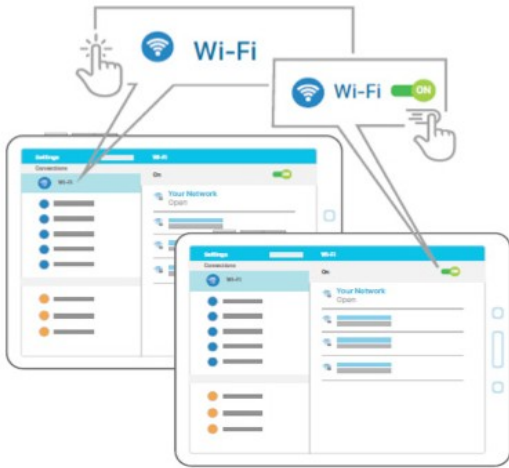 Wi-Fi
Wi-Fi ON
Settings
Wi-Fi
Connections
Wi-Fi
On
Your Network
Open
Settings
Wi-Fi
Connections
Wi-Fi
On
Your Network
Open